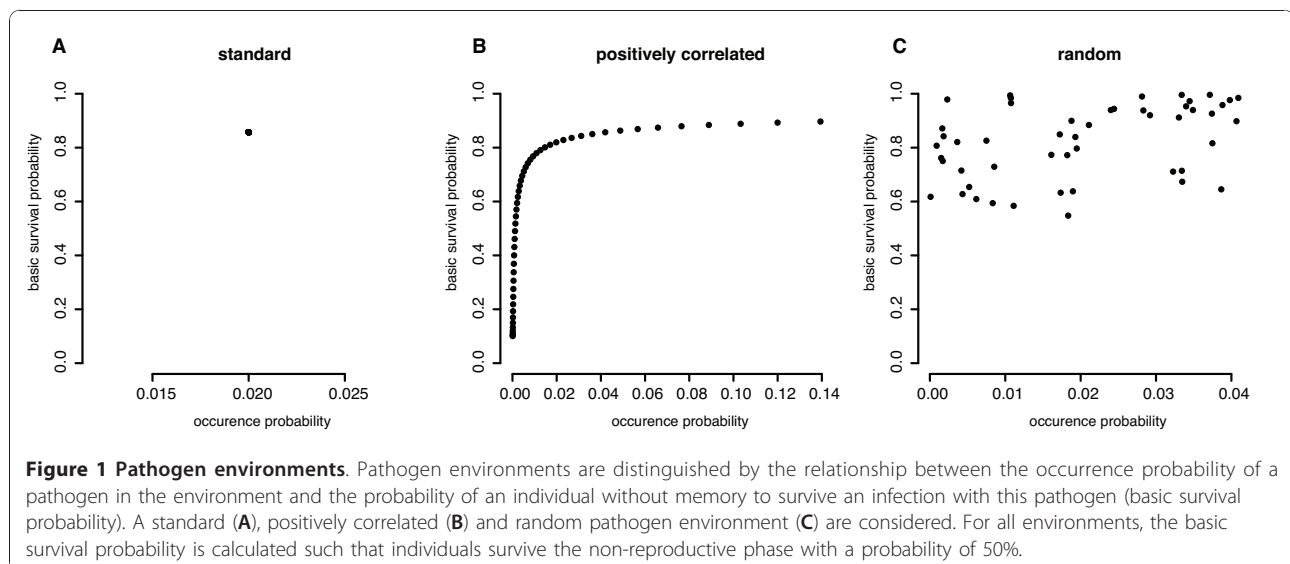 A
standard
basic survival probability
0.0 0.2 0.4 0.6 0.8 1.0
0.015 0.020 0.025
occurence probability
B
positively correlated
basic survival probability
0.0 0.2 0.4 0.6 0.8 1.0
0.00 0.02 0.04 0.06 0.08 0.10 0.12 0.14
occurence probability
C
random
basic survival probability
0.0 0.2 0.4 0.6 0.8 1.0
0.00 0.01 0.02 0.03 0.04
occurence probability
Figure 1 Pathogen environments. Pathogen environments are distinguished by the relationship between the occurrence probability of a
pathogen in the environment and the probability of an individual without memory to survive an infection with this pathogen (basic survival
probability). A standard (A), positively correlated (B) and random pathogen environment (C) are considered. For all environments, the basic
survival probability is calculated such that individuals survive the non-reproductive phase with a probability of 50%.